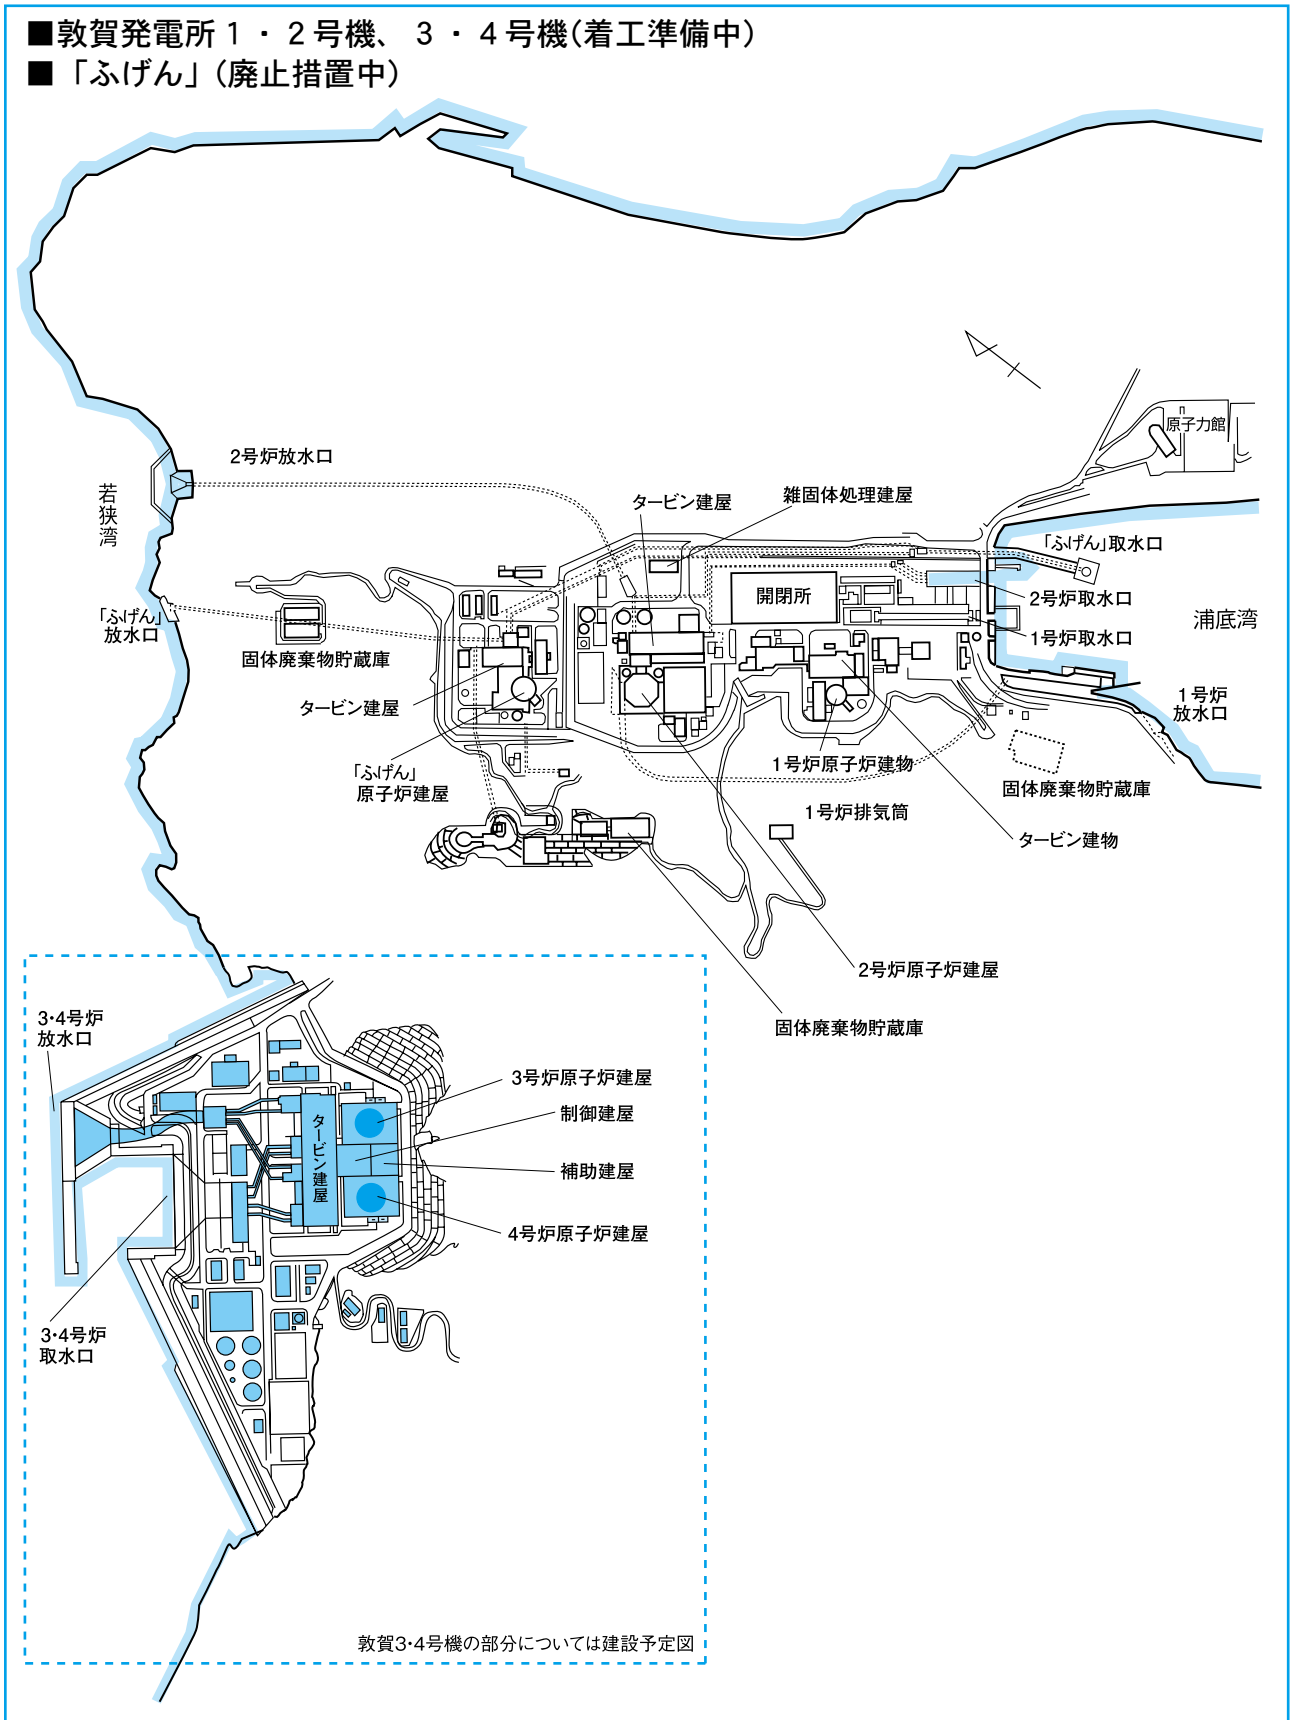 ■敦賀発電所1・2号機、3・4号機(着工準備中)
■「ふげん」(廃止措置中)
原子力館
2号炉放水口
若狭湾
タービン建屋
雑固体処理建屋
「ふげん」取水口
開閉所
2号炉取水口
「ふげん」
放水口
浦底湾
1号炉取水口
固体廃棄物貯蔵庫
タービン建屋
1号炉
放水口
「ふげん」
原子炉建屋
1号炉原子炉建物
固体廃棄物貯蔵庫
1号炉排気筒
タービン建物
2号炉原子炉建屋
固体廃棄物貯蔵庫
3・4号炉
放水口
3号炉原子炉建屋
制御建屋
タービン建屋
補助建屋
4号炉原子炉建屋
3・4号炉
取水口
敦賀3・4号機の部分については建設予定図